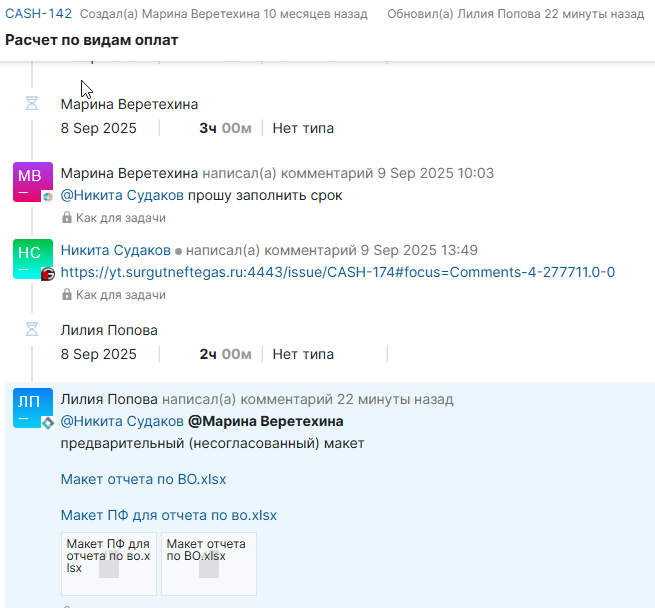 CASH-142 Создал(а) Марина Веретехина 10 месяцев назад Обновил(а) Лилия Попова 22 минуты назад
Расчет по видам оплат
Марина Веретехина
8 Sep 2025 3ч 00м Нет типа
МВ
Марина Веретехина написал(а) комментарий 9 Sep 2025 10:03
@Никита Судаков прошу заполнить срок
Как для задачи
НС
Никита Судаков написал(а) комментарий 9 Sep 2025 13:49
https://yt.surgutneftegas.ru:4443/issue/CASH-174#focus=Comments-4-277711.0-0
Как для задачи
Лилия Попова
8 Sep 2025 2ч 00м Нет типа
ЛП
Лилия Попова написал(а) комментарий 22 минуты назад
@Никита Судаков @Марина Веретехина
предварительный (несогласованный) макет
Макет отчета по ВО.xlsx
Макет ПФ для отчета по во.xlsx
Макет ПФ для
отчета по во.x
lsx
Макет отчета
по ВО.xlsx